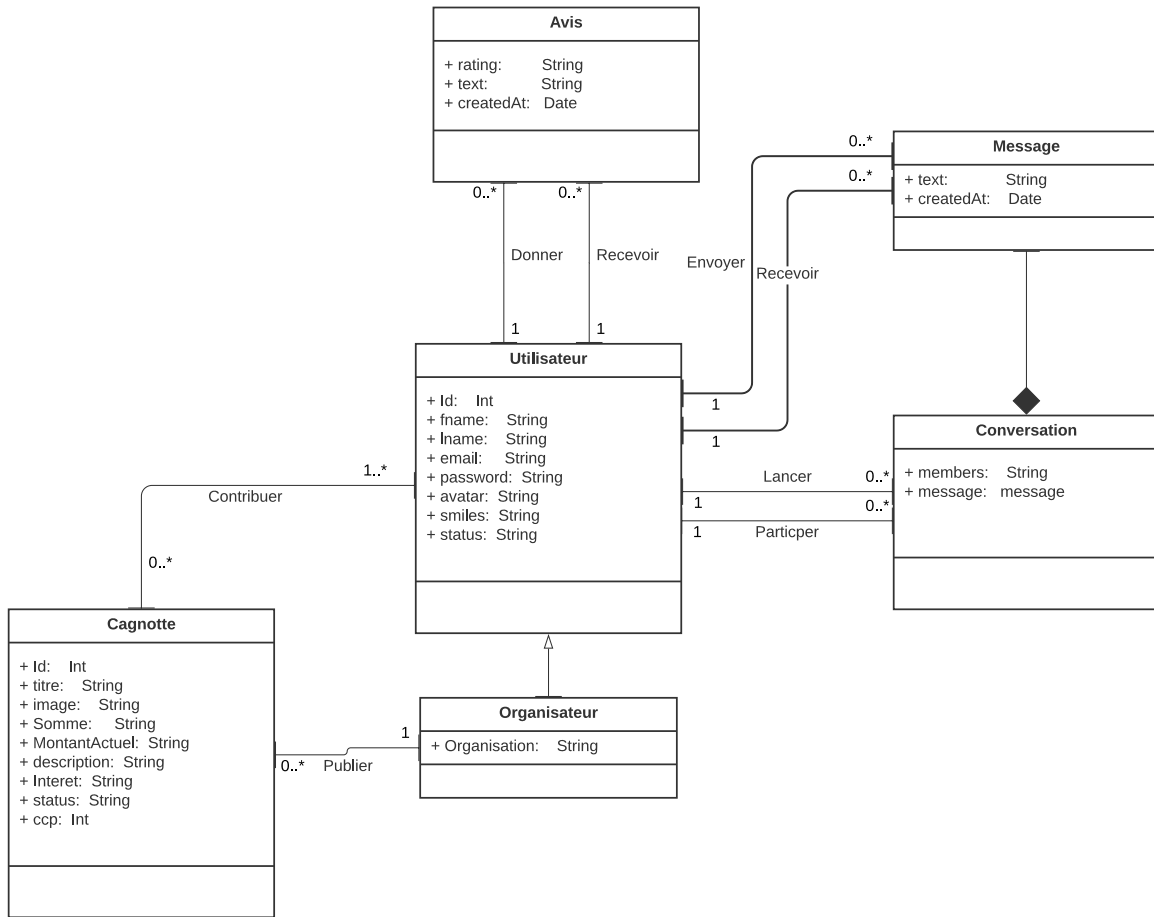 Avis
+ rating: String
+ text: String
+ createdAt: Date
0..*
0..*
Donner
Recevoir
1
1
Message
+ text: String
+ createdAt: Date
0..*
0..*
Envoyer
Recevoir
1
1
Utilisateur
+ Id: Int
+ fname: String
+ lname: String
+ email: String
+ password: String
+ avatar: String
+ smiles: String
+ status: String
Conversation
+ members: String
+ message: message
Lancer
0..*
1
0..*
1
Particper
1..*
Contribuer
0..*
Cagnotte
+ Id: Int
+ titre: String
+ image: String
+ Somme: String
+ MontantActuel: String
+ description: String
+ Interet: String
+ status: String
+ ccp: Int
Organisateur
+ Organisation: String
1
0..*
Publier